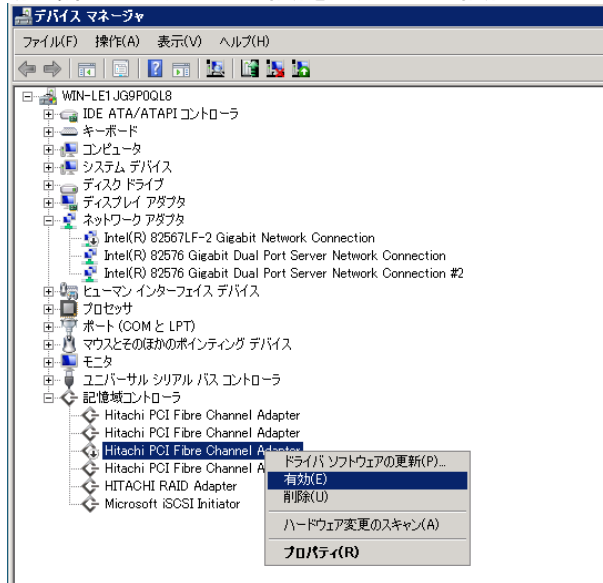 デバイス マネージャ
ファイル(F) 操作(A) 表示(V) ヘルプ(H)
WIN-LE1JG9P0QL8
IDE ATA/ATAPI コントローラ
キーボード
コンピュータ
システム デバイス
ディスク ドライブ
ディスプレイ アダプタ
ネットワーク アダプタ
Intel(R) 82567LF-2 Gigabit Network Connection
Intel(R) 82576 Gigabit Dual Port Server Network Connection
Intel(R) 82576 Gigabit Dual Port Server Network Connection #2
ヒューマン インターフェイス デバイス
プロセッサ
ポート (COM と LPT)
マウスとそのほかのポインティング デバイス
モニタ
ユニバーサル シリアル バス コントローラ
記憶域コントローラ
Hitachi PCI Fibre Channel Adapter
Hitachi PCI Fibre Channel Adapter
Hitachi PCI Fibre Channel Adapter
Hitachi PCI Fibre Channel A
HITACHI RAID Adapter
Microsoft iSCSI Initiator
ドライバ ソフトウェアの更新(P)...
有効(E)
削除(U)
ハードウェア変更のスキャン(A)
プロパティ(R)